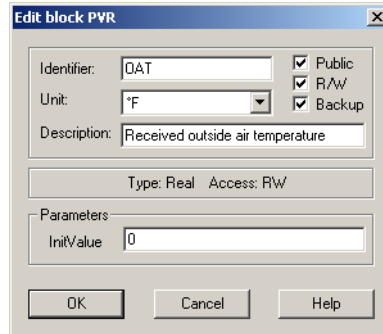 Edit block PVR
Identifier: OAT Public
R/W
Unit: °F Backup
Description: Received outside air temperature
Type: Real Access: RW
Parameters
InitValue 0
OK Cancel Help